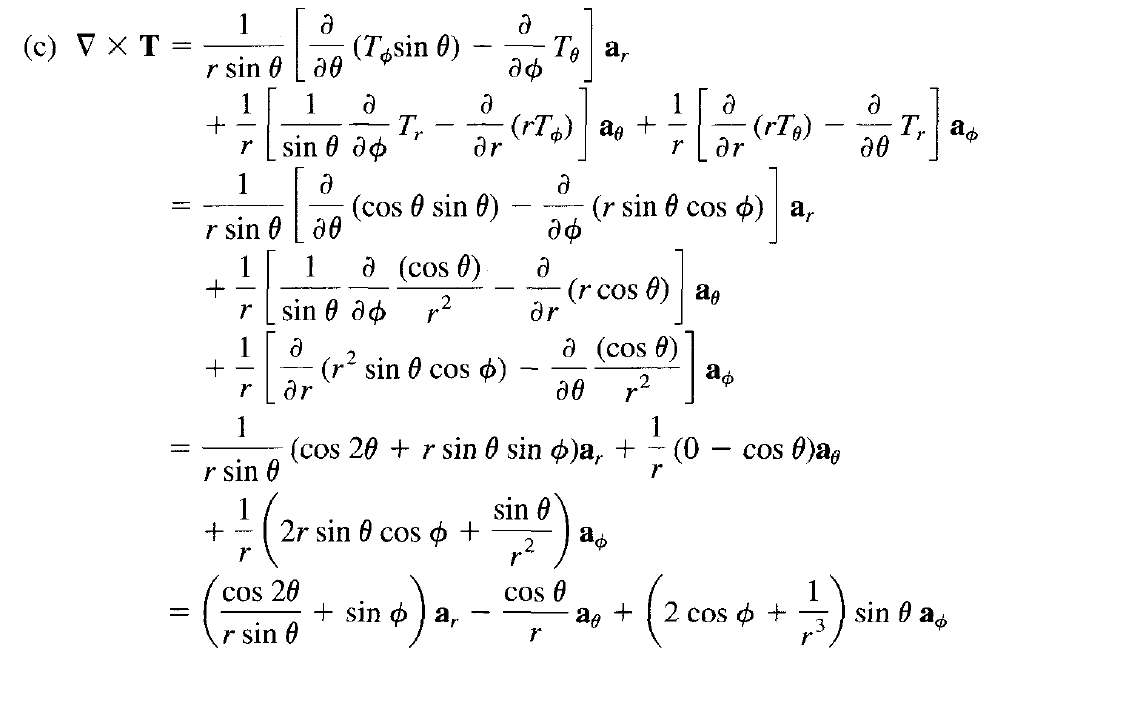 (c) ∇ × T = 1/(r sin θ) [∂/∂θ (T_ϕ sin θ) − ∂/∂ϕ T_θ] a_r
+ 1/r [1/(sin θ) ∂/∂ϕ T_r − ∂/∂r (rT_ϕ)] a_θ + 1/r [∂/∂r (rT_θ) − ∂/∂θ T_r] a_ϕ
= 1/(r sin θ) [∂/∂θ (cos θ sin θ) − ∂/∂ϕ (r sin θ cos ϕ)] a_r
+ 1/r [1/(sin θ) ∂/∂ϕ (cos θ)/r² − ∂/∂r (r cos θ)] a_θ
+ 1/r [∂/∂r (r² sin θ cos ϕ) − ∂/∂θ (cos θ)/r²] a_ϕ
= 1/(r sin θ) (cos 2θ + r sin θ sin ϕ)a_r + 1/r (0 − cos θ)a_θ
+ 1/r (2r sin θ cos ϕ + sin θ/r²) a_ϕ
= (cos 2θ/(r sin θ) + sin ϕ) a_r − cos θ/r a_θ + (2 cos ϕ + 1/r³) sin θ a_ϕ